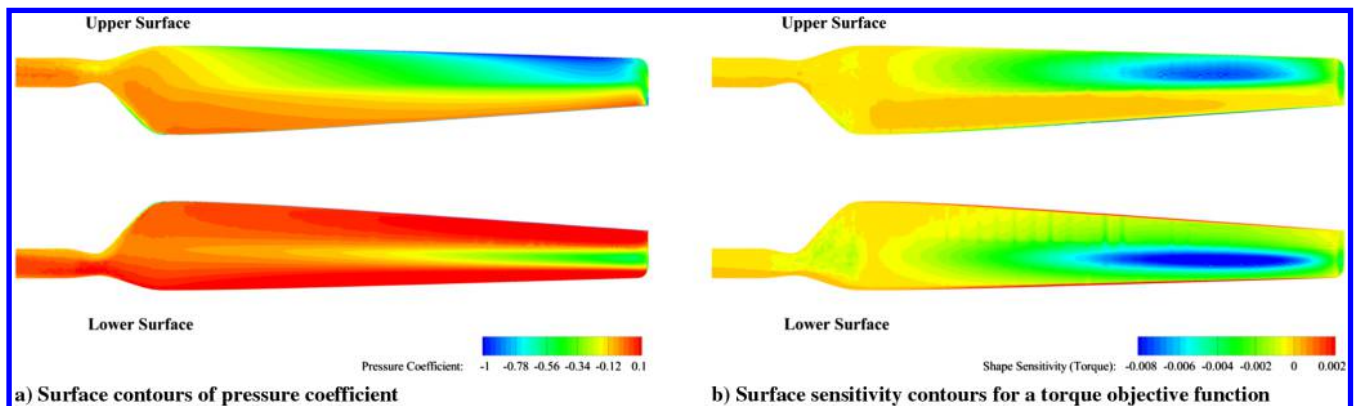 Upper Surface
Lower Surface
Pressure Coefficient: -1 -0.78 -0.56 -0.34 -0.12 0.1
a) Surface contours of pressure coefficient
Upper Surface
Lower Surface
Shape Sensitivity (Torque): -0.008 -0.006 -0.004 -0.002 0 0.002
b) Surface sensitivity contours for a torque objective function